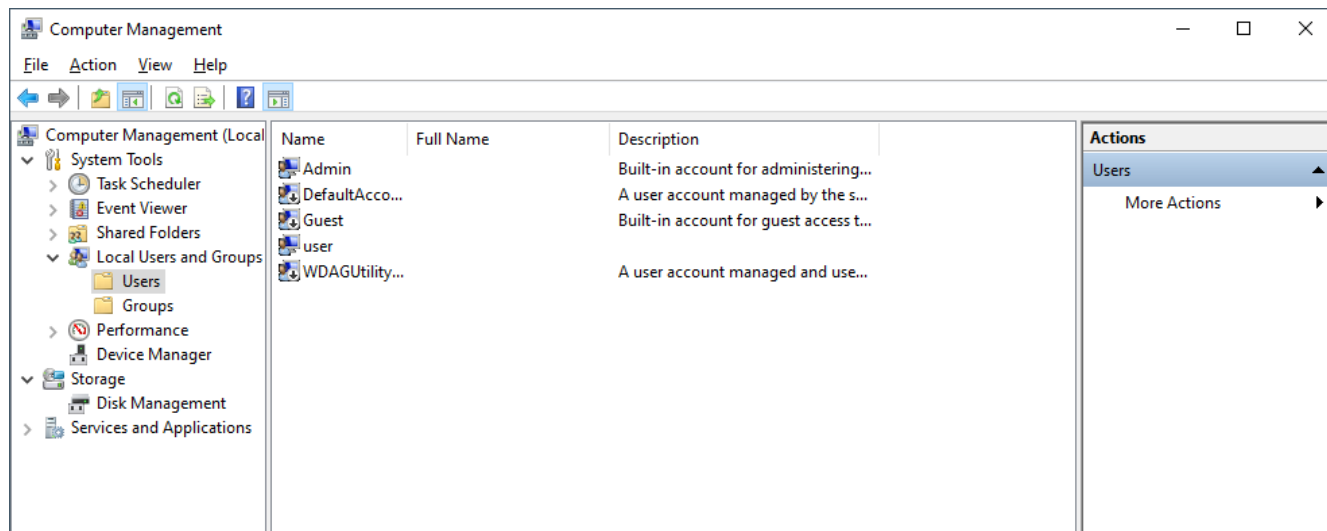 Computer Management
File Action View Help
Computer Management (Local
System Tools
Task Scheduler
Event Viewer
Shared Folders
Local Users and Groups
Users
Groups
Performance
Device Manager
Storage
Disk Management
Services and Applications
Name Full Name Description
Admin Built-in account for administering...
DefaultAcco... A user account managed by the s...
Guest Built-in account for guest access t...
user
WDAGUtility... A user account managed and use...
Actions
Users
More Actions